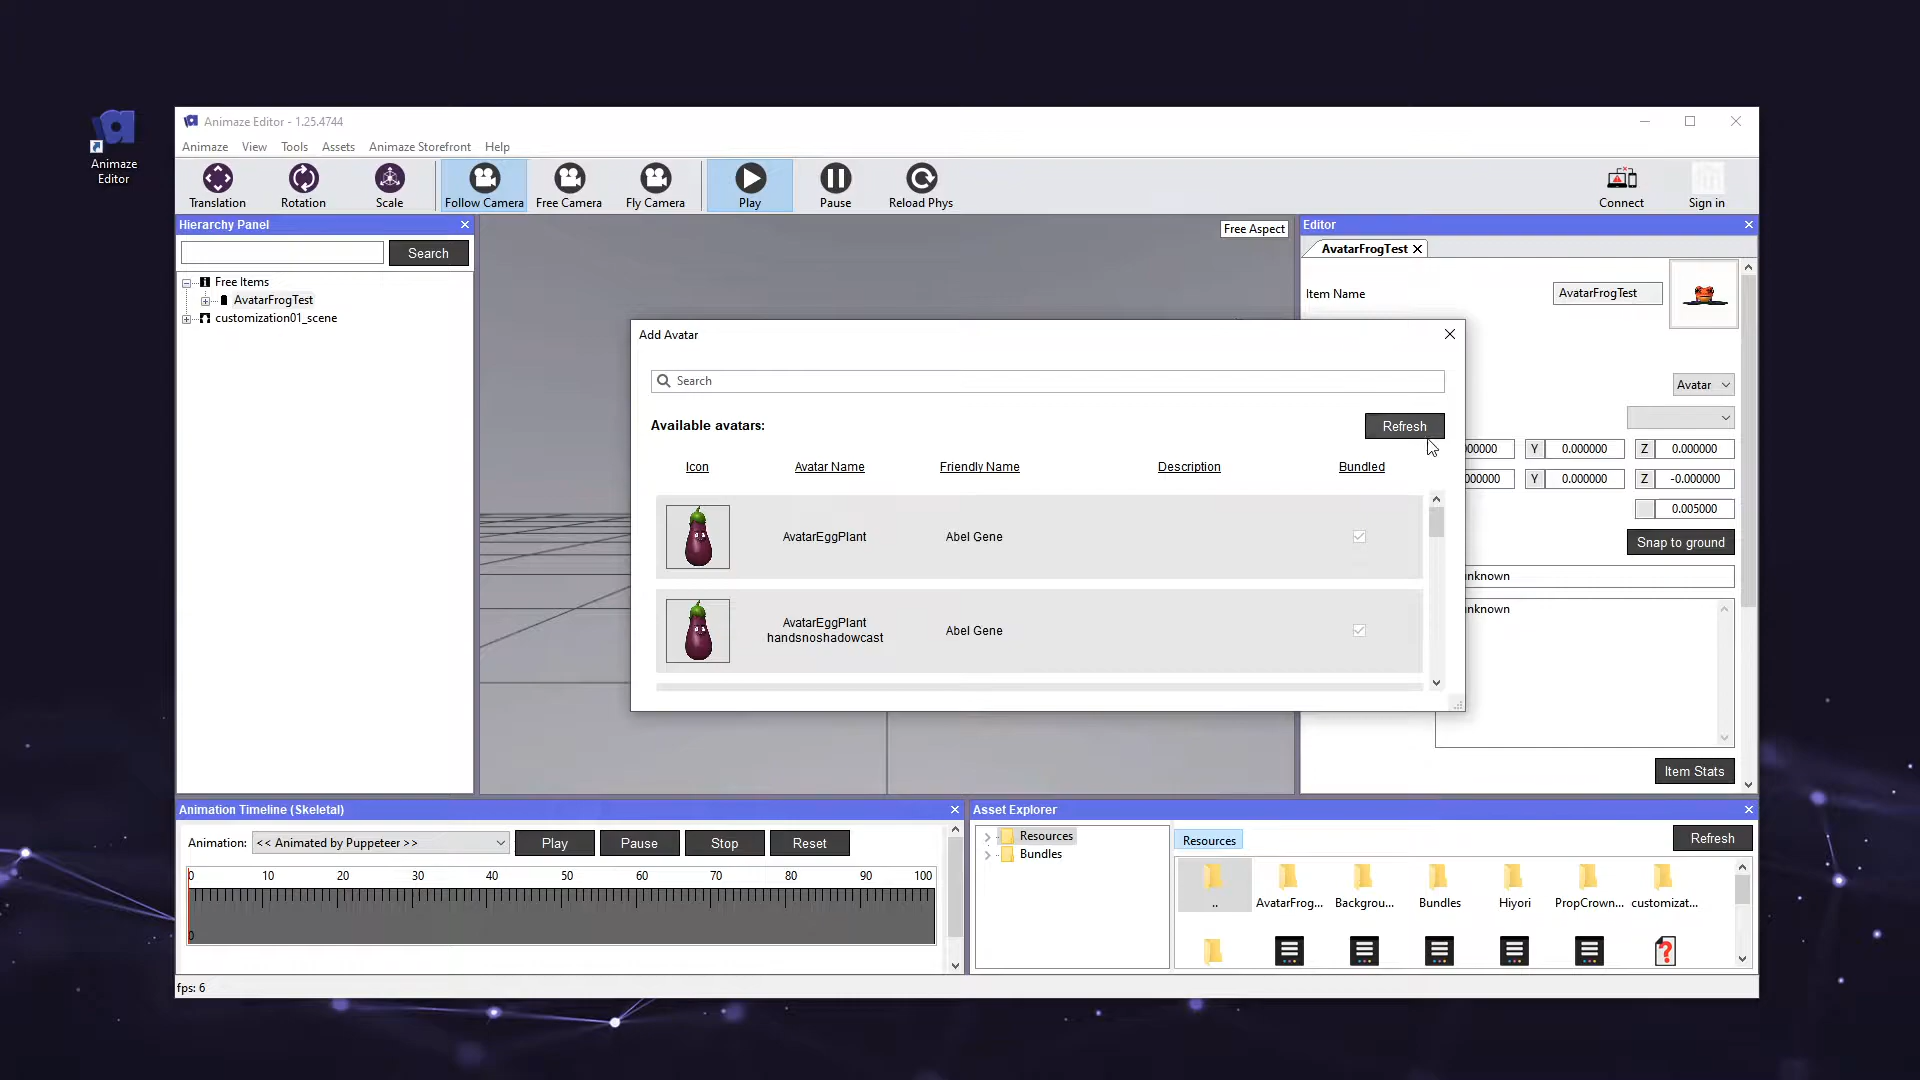 Animaze
Editor
Animaze Editor - 1.25.4744
Animaze View Tools Assets Animaze Storefront Help
Translation Rotation Scale Follow Camera Free Camera Fly Camera Play Pause Reload Phys Connect Sign in
Hierarchy Panel
Search
Free Items
AvatarFrogTest
customization01_scene
Free Aspect
Editor
AvatarFrogTest
Item Name AvatarFrogTest
Avatar
Y 0.000000 Z 0.000000
Y 0.000000 Z -0.000000
0.005000
Snap to ground
Item Stats
Add Avatar
Search
Available avatars: Refresh
Icon Avatar Name Friendly Name Description Bundled
AvatarEggPlant Abel Gene
AvatarEggPlant
handsnoshadowcast Abel Gene
Animation Timeline (Skeletal)
Animation: << Animated by Puppeteer >> Play Pause Stop Reset
0 10 20 30 40 50 60 70 80 90 100
0
Asset Explorer
Resources
Bundles
Resources Refresh
.. AvatarFrog... Backgrou... Bundles Hiyori PropCrown... customizat...
fps: 6